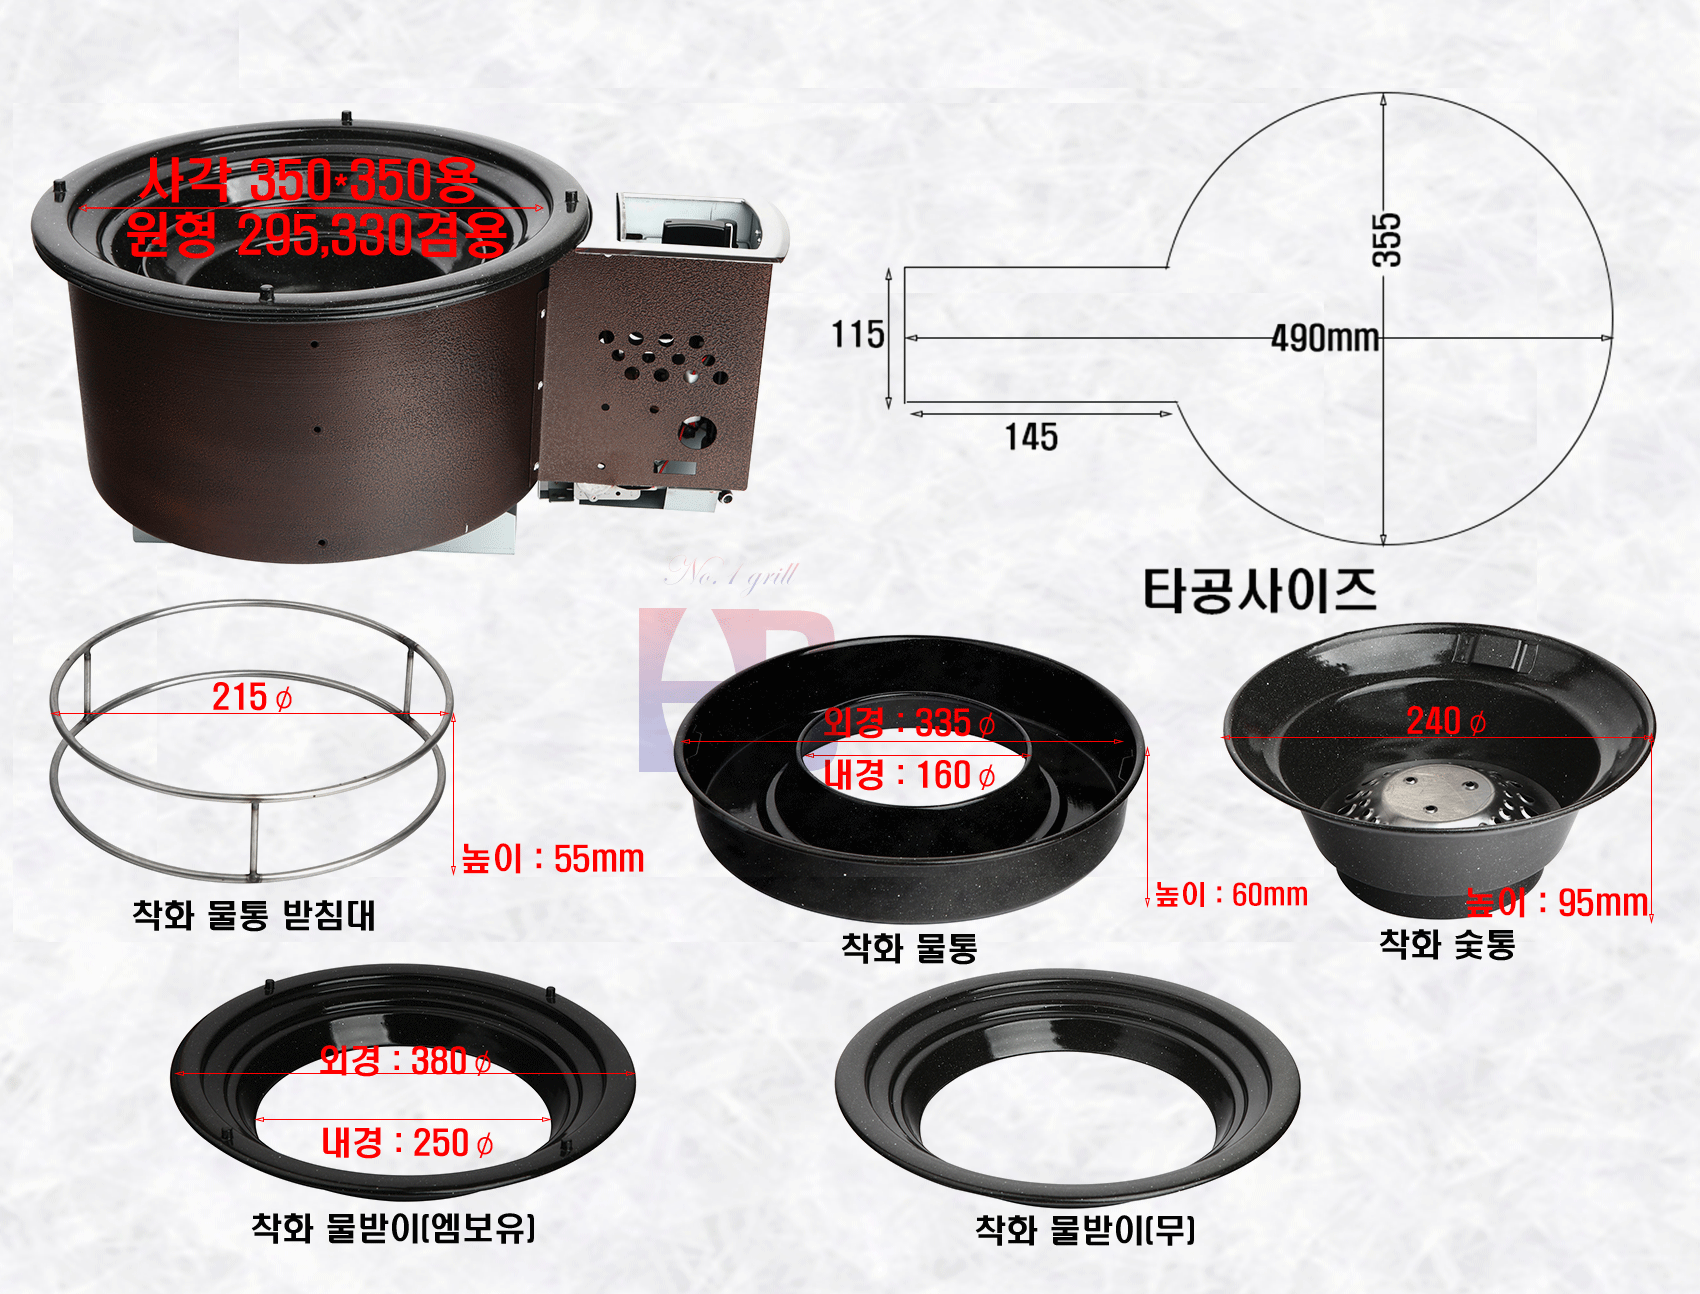 사각 350*350용
원형 295,330겸용
355
115
490mm
145
타공사이즈
No.1 grill
HB
215 ϕ
높이 : 55mm
착화 물통 받침대
외경 : 335 ϕ
내경 : 160 ϕ
높이 : 60mm
착화 물통
240 ϕ
높이 : 95mm
착화 숯통
외경 : 380 ϕ
내경 : 250 ϕ
착화 물받이(엠보유)
착화 물받이(무)